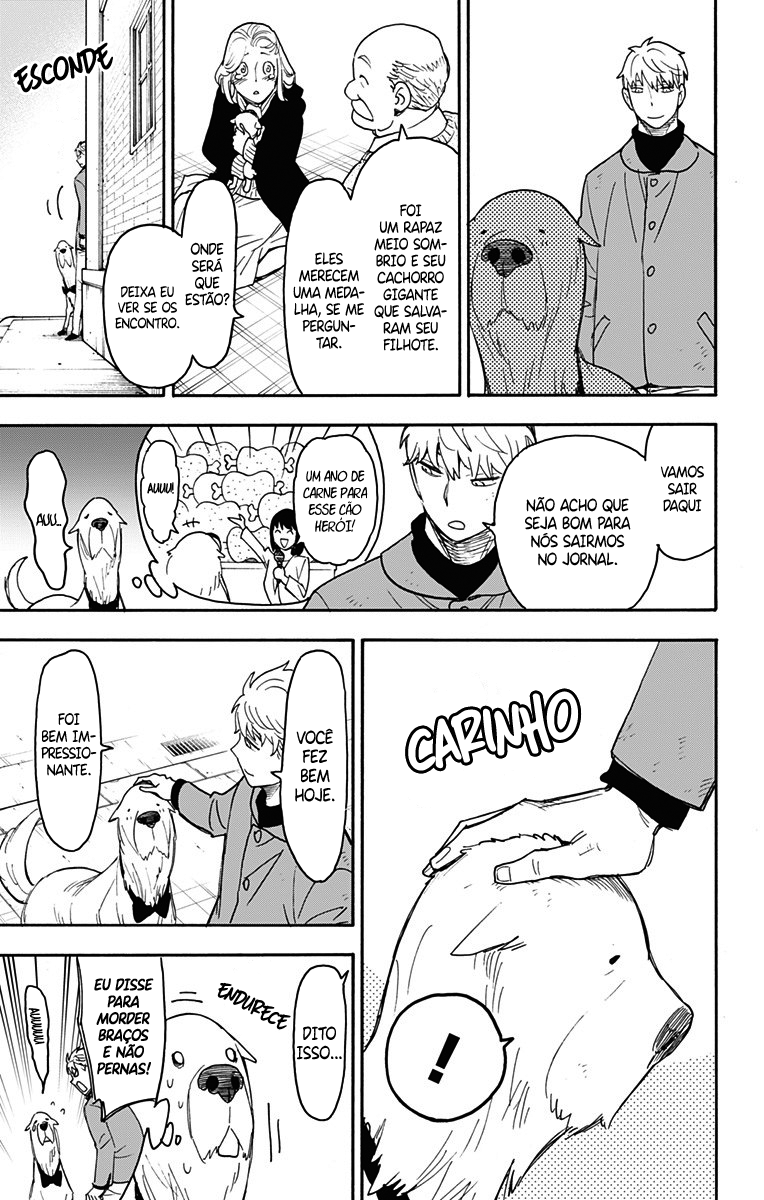 FOI
UM RAPAZ
MEIO SOM-
BRIO E SEU
CACHORRO
GIGANTE
QUE SALVA-
RAM SEU
FILHOTE.
ELES
MERECEM
UMA MEDA-
LHA, SE ME
PERGUN-
TAR.
ONDE
SERÁ
QUE
ESTÃO?
DEIXA EU
VER SE OS
ENCONTRO.
ESCONDE
VAMOS
SAIR
DAQUI
NÃO ACHO QUE
SEJA BOM PARA
NÓS SAIRMOS
NO JORNAL.
UM ANO DE
CARNE PARA
ESSE CÃO
HERÓI!
AUUU!
AUU...
CARINHO
!
VOCÊ
FEZ
BEM
HOJE.
FOI
BEM IM-
PRESSIO-
NANTE.
DITO
ISSO...
ENDURECE
EU DISSE
PARA
MORDER
BRAÇOS
E NÃO
PERNAS!
AUUUUUU